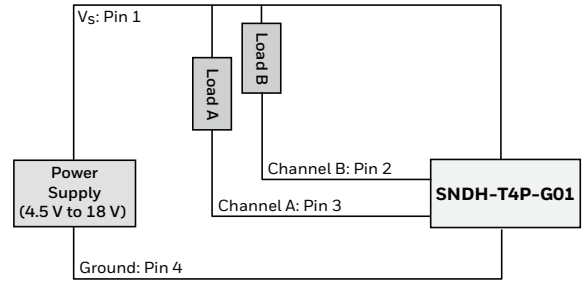 Vs: Pin 1
Load A
Load B
Channel B: Pin 2
Channel A: Pin 3
Power
Supply
(4.5 V to 18 V)
SNDH-T4P-G01
Ground: Pin 4